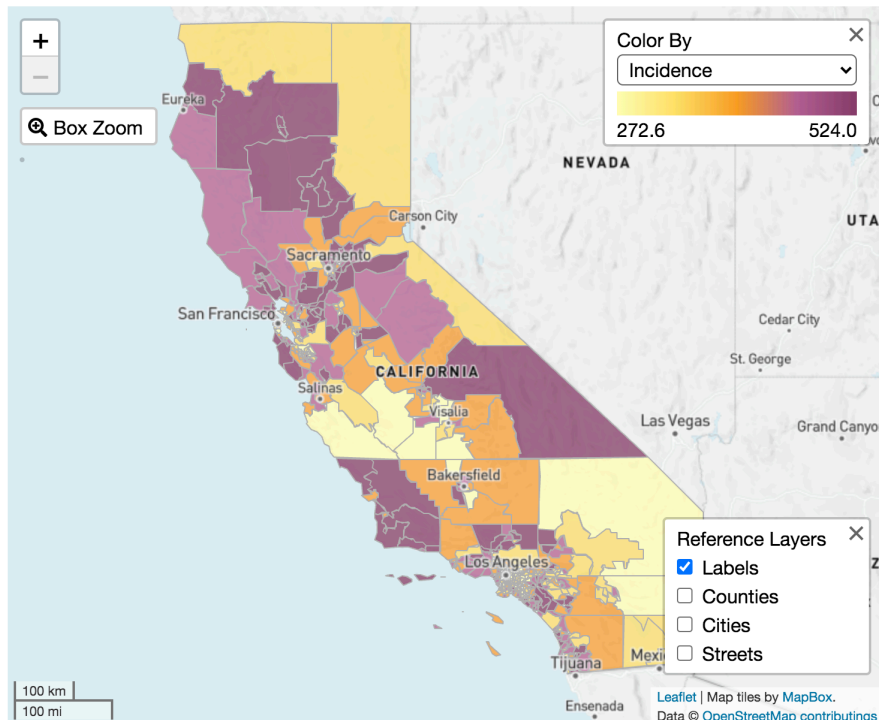 +
−
Box Zoom
Color By
Incidence
272.6
524.0
Eureka
NEVADA
UTA
Carson City
Sacramento
San Francisco
Cedar City
St. George
CALIFORNIA
Salinas
Visalia
Las Vegas
Grand Canyo
Bakersfield
Los Angeles
Reference Layers
Labels
Counties
Cities
Streets
Tijuana
Mexi
Ensenada
100 km
100 mi
Leaflet | Map tiles by MapBox.
Data © OpenStreetMap contributings